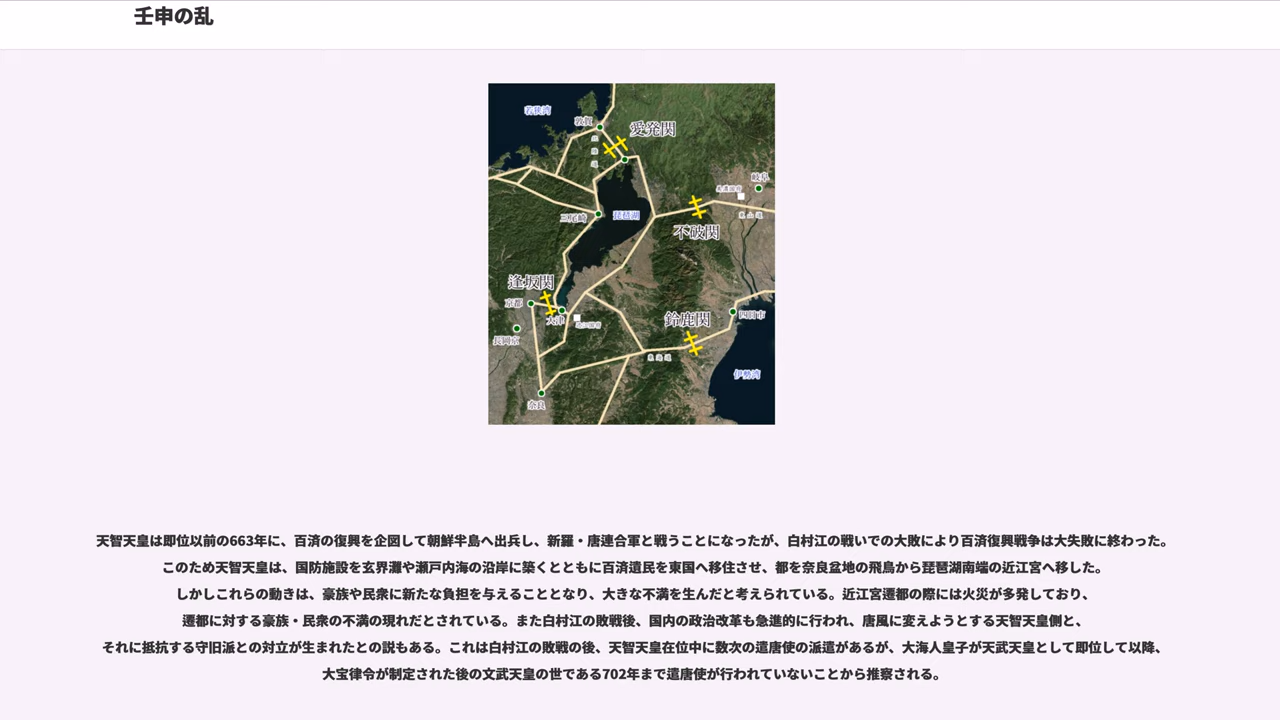 壬申の乱
若狭湾
敦賀
愛発関
北陸道
岐阜
美濃国府
三尾崎
琵琶湖
東山道
不破関
逢坂関
京都
大津
近江国府
鈴鹿関
四日市
長岡京
東海道
伊勢湾
奈良
天智天皇は即位以前の663年に、百済の復興を企図して朝鮮半島へ出兵し、新羅・唐連合軍と戦うことになったが、白村江の戦いでの大敗により百済復興戦争は大失敗に終わった。
このため天智天皇は、国防施設を玄界灘や瀬戸内海の沿岸に築くとともに百済遺民を東国へ移住させ、都を奈良盆地の飛鳥から琵琶湖南端の近江宮へ移した。
しかしこれらの動きは、豪族や民衆に新たな負担を与えることとなり、大きな不満を生んだと考えられている。近江宮遷都の際には火災が多発しており、
遷都に対する豪族・民衆の不満の現れだとされている。また白村江の敗戦後、国内の政治改革も急進的に行われ、唐風に変えようとする天智天皇側と、
それに抵抗する守旧派との対立が生まれたとの説もある。これは白村江の敗戦の後、天智天皇在位中に数次の遣唐使の派遣があるが、大海人皇子が天武天皇として即位して以降、
大宝律令が制定された後の文武天皇の世である702年まで遣唐使が行われていないことから推察される。